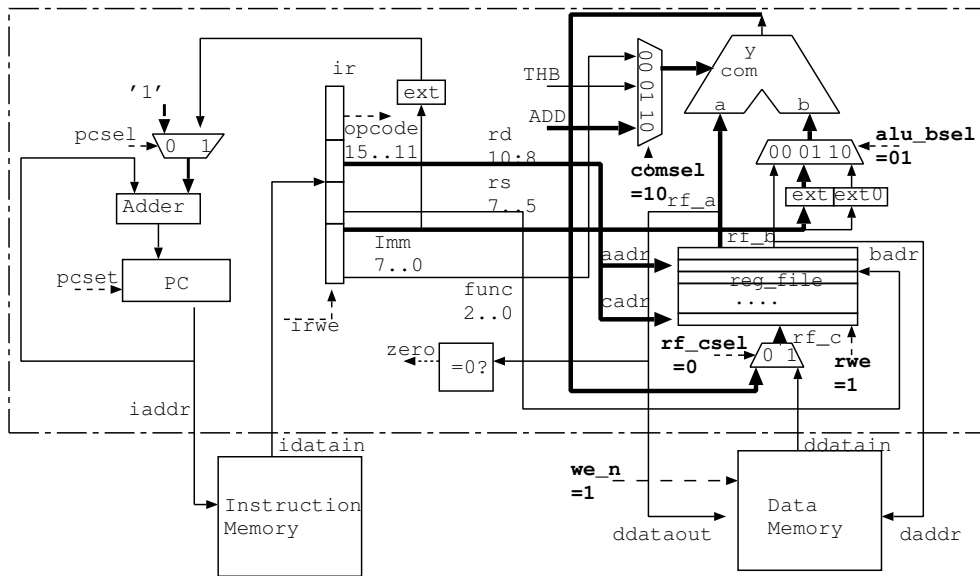 y
com
a
b
ir
ext
THB
ADD
00 01 10
'1'
pcsel
0 1
opcode
15..11
rd
10:8
rs
7..5
alu_bsel
=01
00 01 10
comsel
=10
rf_a
ext
ext0
Adder
Imm
7..0
rf_b
aadr
badr
pcset
PC
reg_file
....
func
2..0
cadr
irwe
rf_csel
=0
rf_c
0 1
rwe
=1
zero
=0?
iaddr
idatain
ddatain
we_n
=1
Instruction
Memory
Data
Memory
ddataout
daddr